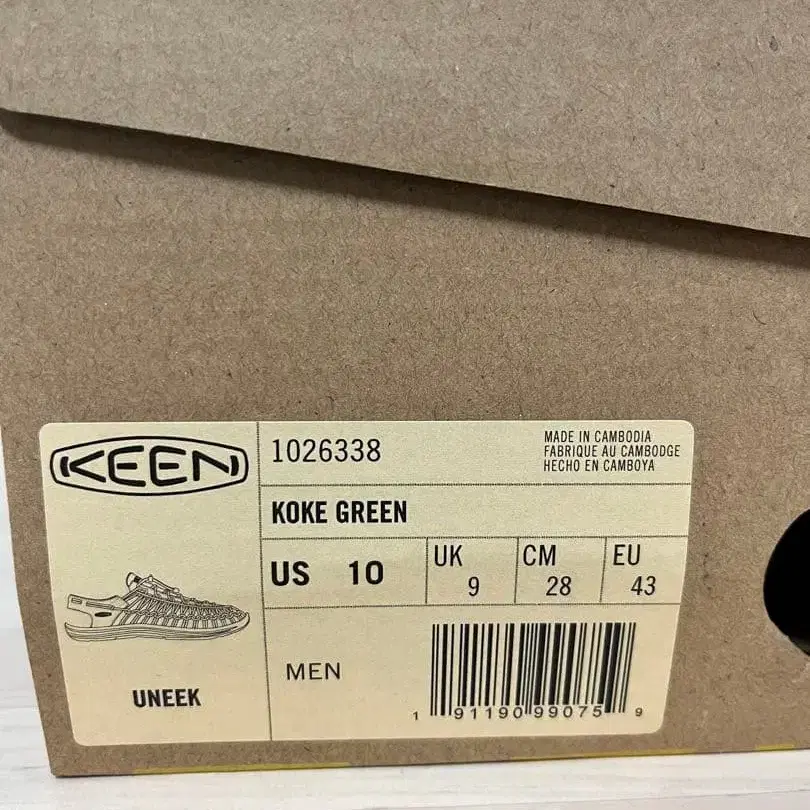 KEEN
1026338
MADE IN CAMBODIA
FABRIQUE AU CAMBODGE
HECHO EN CAMBOYA
KOKE GREEN
US 10
UK 9
CM 28
EU 43
UNEEK
MEN
1 91190 99075 9